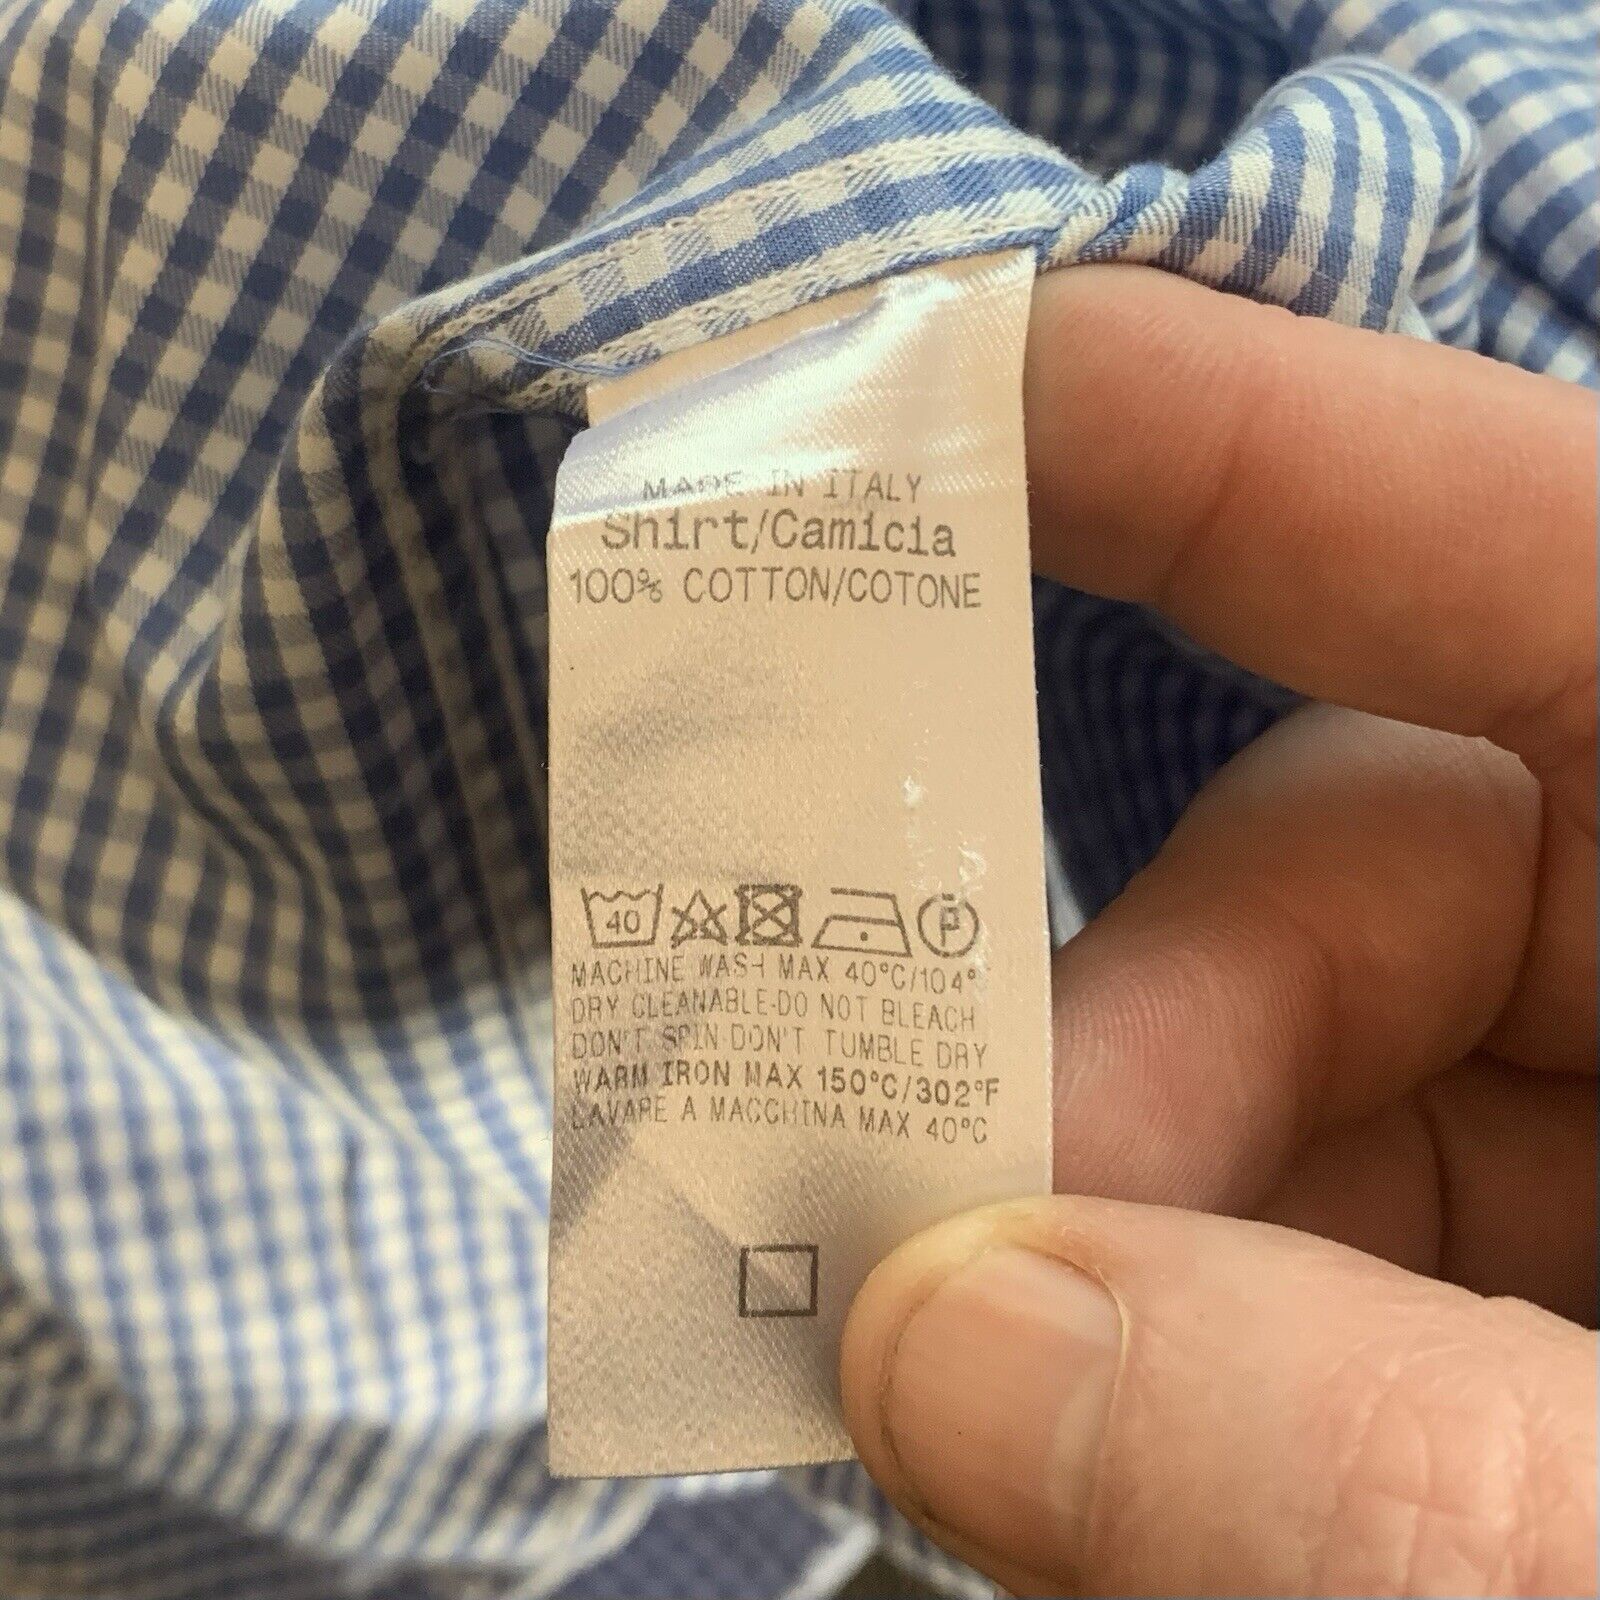 MADE IN ITALY
Shirt/Camicia
100% COTTON/COTONE
40 P
MACHINE WASH MAX 40°C/104°
DRY CLEANABLE-DO NOT BLEACH
DON'T SPIN-DON'T TUMBLE DRY
WARM IRON MAX 150°C/302°F
LAVARE A MACCHINA MAX 40°C